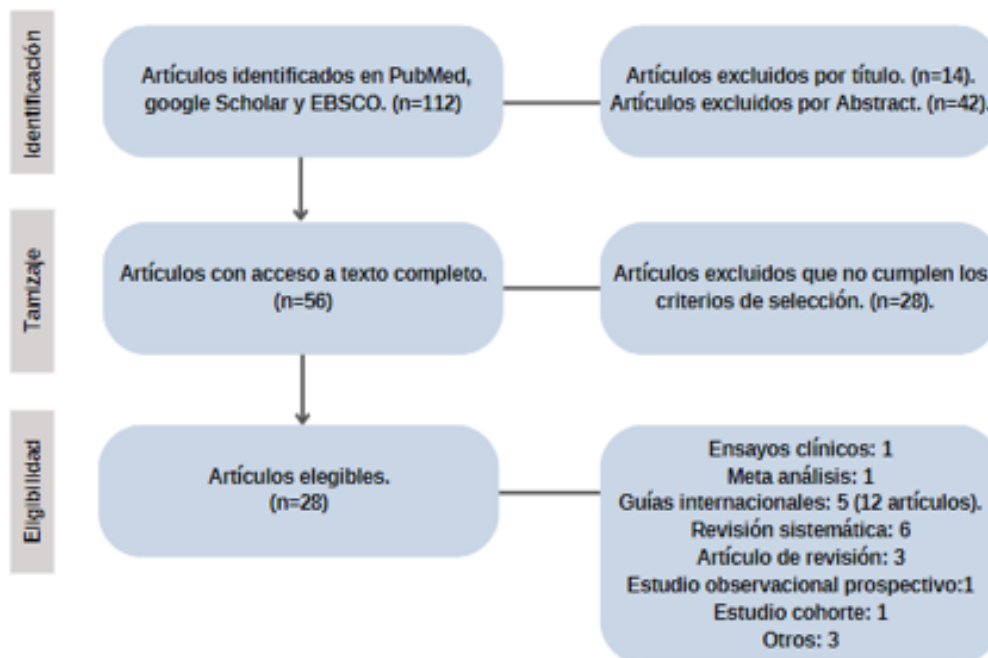 Identificación
Artículos identificados en PubMed,
google Scholar y EBSCO. (n=112)
Artículos excluidos por título. (n=14).
Artículos excluidos por Abstract. (n=42).
Tamizaje
Artículos con acceso a texto completo.
(n=56)
Artículos excluidos que no cumplen los
criterios de selección. (n=28).
Eligibilidad
Artículos elegibles.
(n=28)
Ensayos clínicos: 1
Meta análisis: 1
Guías internacionales: 5 (12 artículos).
Revisión sistemática: 6
Artículo de revisión: 3
Estudio observacional prospectivo:1
Estudio cohorte: 1
Otros: 3